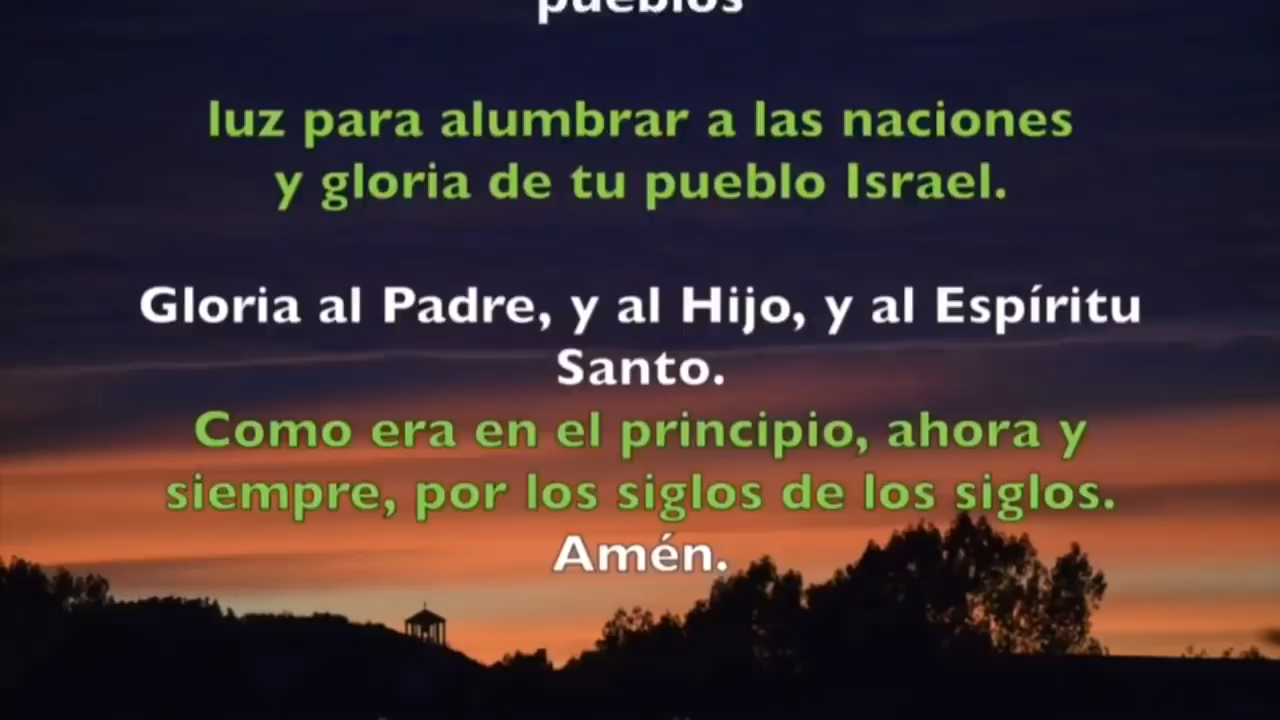 pueblos
luz para alumbrar a las naciones
y gloria de tu pueblo Israel.
Gloria al Padre, y al Hijo, y al Espíritu
Santo.
Como era en el principio, ahora y
siempre, por los siglos de los siglos.
Amén.